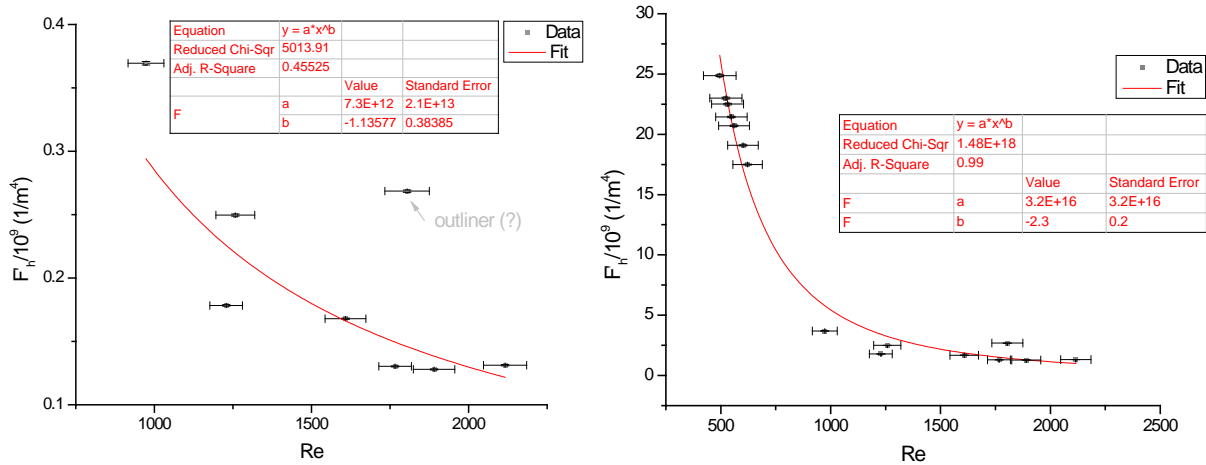 0.4
0.3
0.2
0.1
F_h/10^9 (1/m^4)
1000
1500
2000
Re
Equation y = a*x^b
Reduced Chi-Sqr 5013.91
Adj. R-Square 0.45525
Value Standard Error
F a 7.3E+12 2.1E+13
b -1.13577 0.38385
Data
Fit
outliner (?)
30
25
20
15
10
5
0
F_h/10^9 (1/m^4)
500
1000
1500
2000
2500
Re
Data
Fit
Equation y = a*x^b
Reduced Chi-Sqr 1.48E+18
Adj. R-Square 0.99
Value Standard Error
F a 3.2E+16 3.2E+16
F b -2.3 0.2